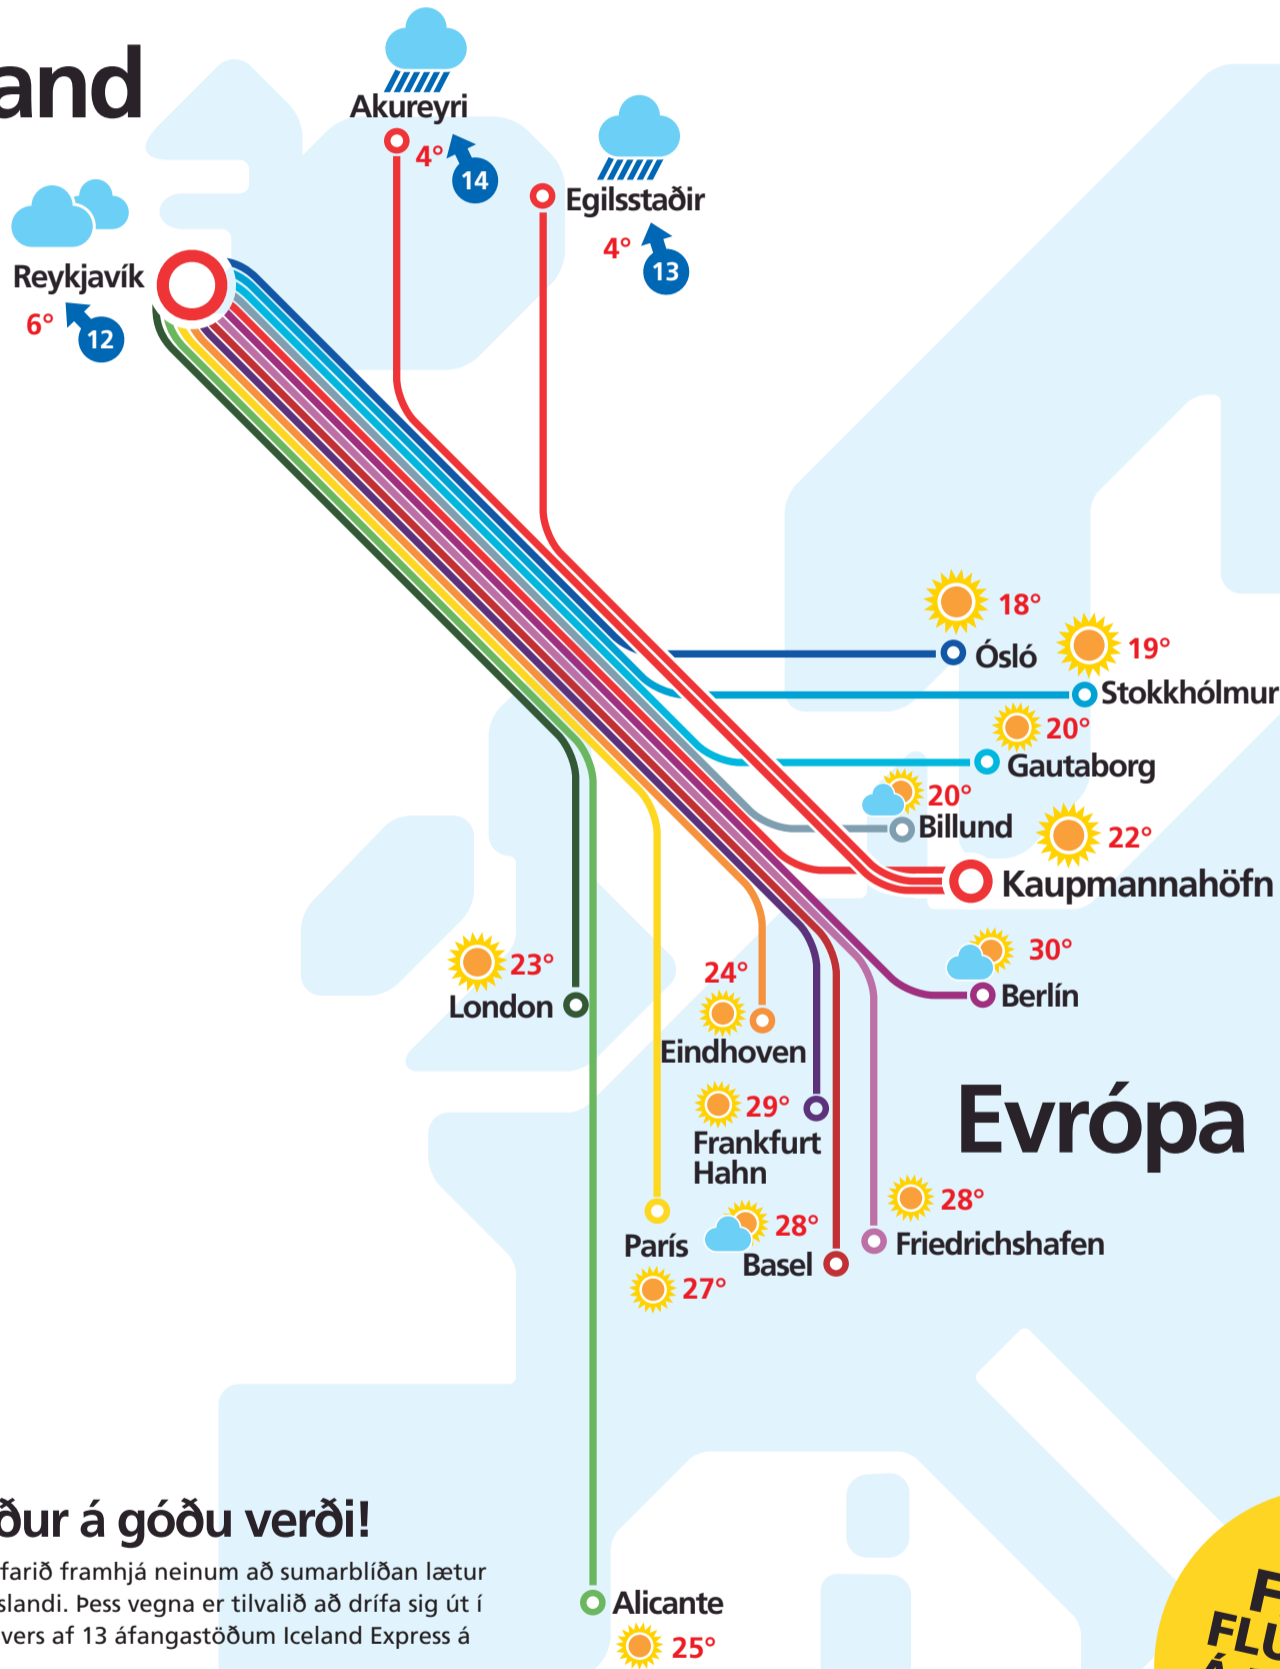 and
Akureyri
4°
14
Egilsstaðir
4°
13
Reykjavík
6°
12
18°
Ósló
19°
Stokkhólmur
20°
Gautaborg
20°
Billund
22°
Kaupmannahöfn
23°
London
24°
Eindhoven
30°
Berlín
Evrópa
29°
Frankfurt
Hahn
28°
Friedrichshafen
París
27°
28°
Basel
ður á góðu verði!
farið framhjá neinum að sumarblíðan lætur
slandi. Þess vegna er tilvalið að drífa sig út í
vers af 13 áfangastöðum Iceland Express á
Alicante
25°
F
FLU